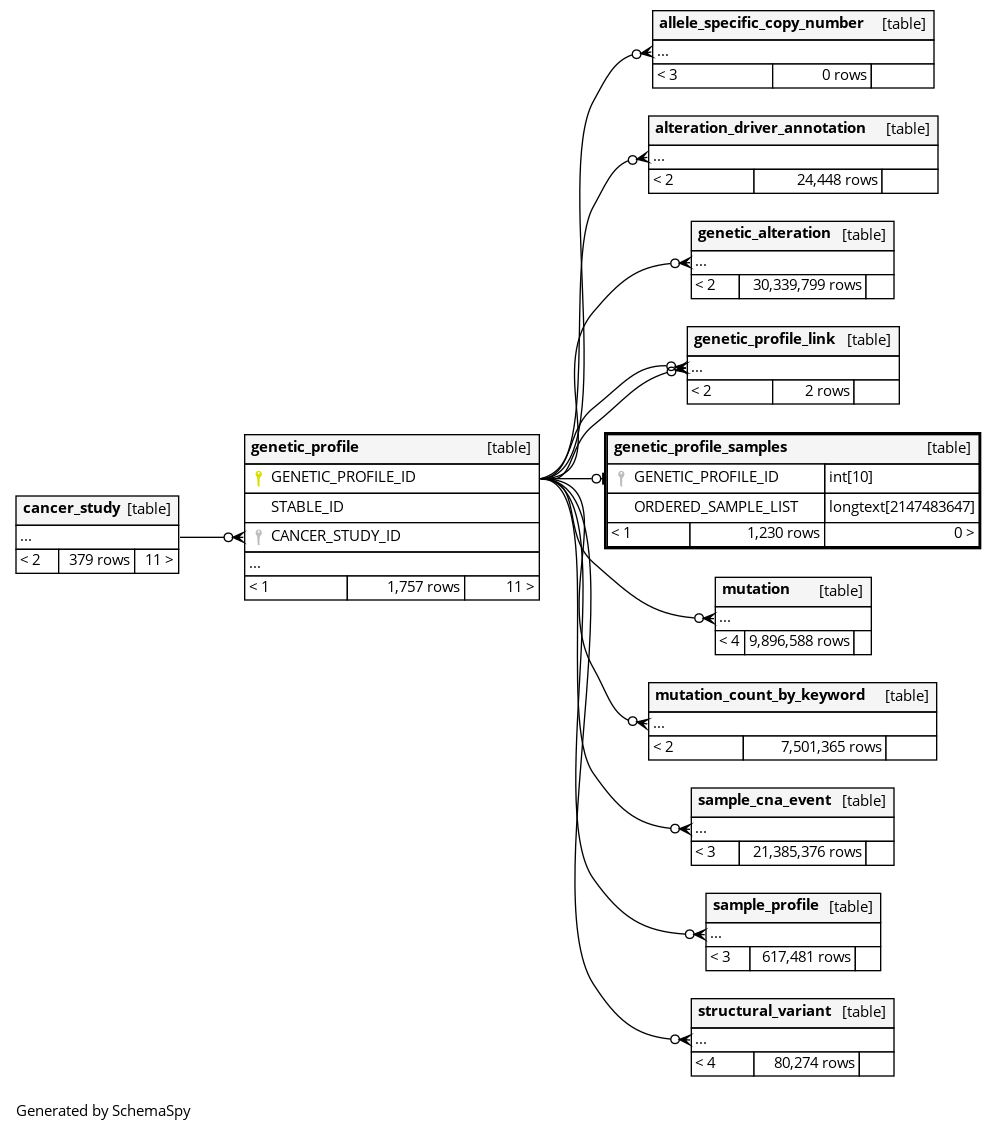 allele_specific_copy_number [table]
...
< 3 0 rows
alteration_driver_annotation [table]
...
< 2 24,448 rows
genetic_alteration [table]
...
< 2 30,339,799 rows
genetic_profile_link [table]
...
< 2 2 rows
genetic_profile_samples [table]
GENETIC_PROFILE_ID int[10]
ORDERED_SAMPLE_LIST longtext[2147483647]
< 1 1,230 rows 0 >
genetic_profile [table]
GENETIC_PROFILE_ID
STABLE_ID
CANCER_STUDY_ID
...
< 1 1,757 rows 11 >
cancer_study [table]
...
< 2 379 rows 11 >
mutation [table]
...
< 4 9,896,588 rows
mutation_count_by_keyword [table]
...
< 2 7,501,365 rows
sample_cna_event [table]
...
< 3 21,385,376 rows
sample_profile [table]
...
< 3 617,481 rows
structural_variant [table]
...
< 4 80,274 rows
Generated by SchemaSpy